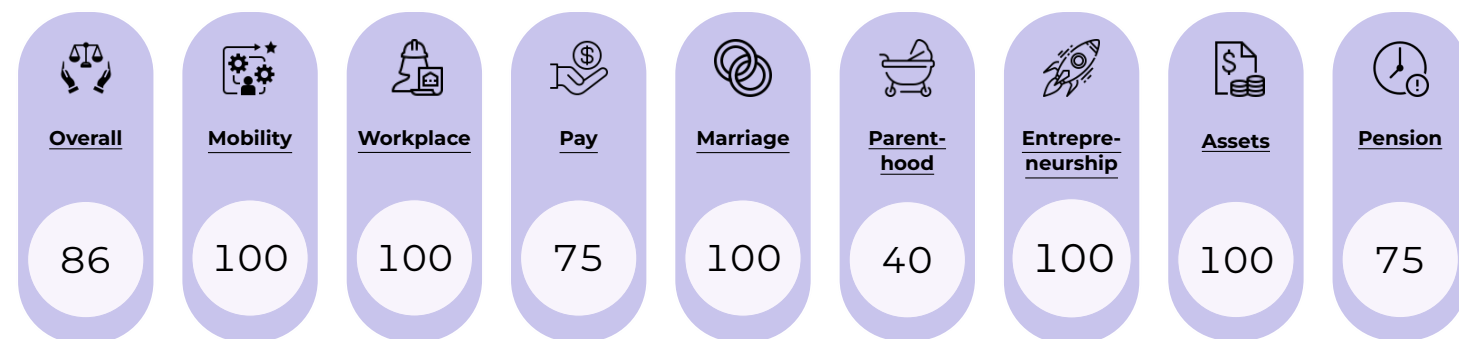 Overall
86
Mobility
100
Workplace
100
Pay
75
Marriage
100
Parent-
hood
40
Entrepre-
neurship
100
$
Assets
100
Pension
75